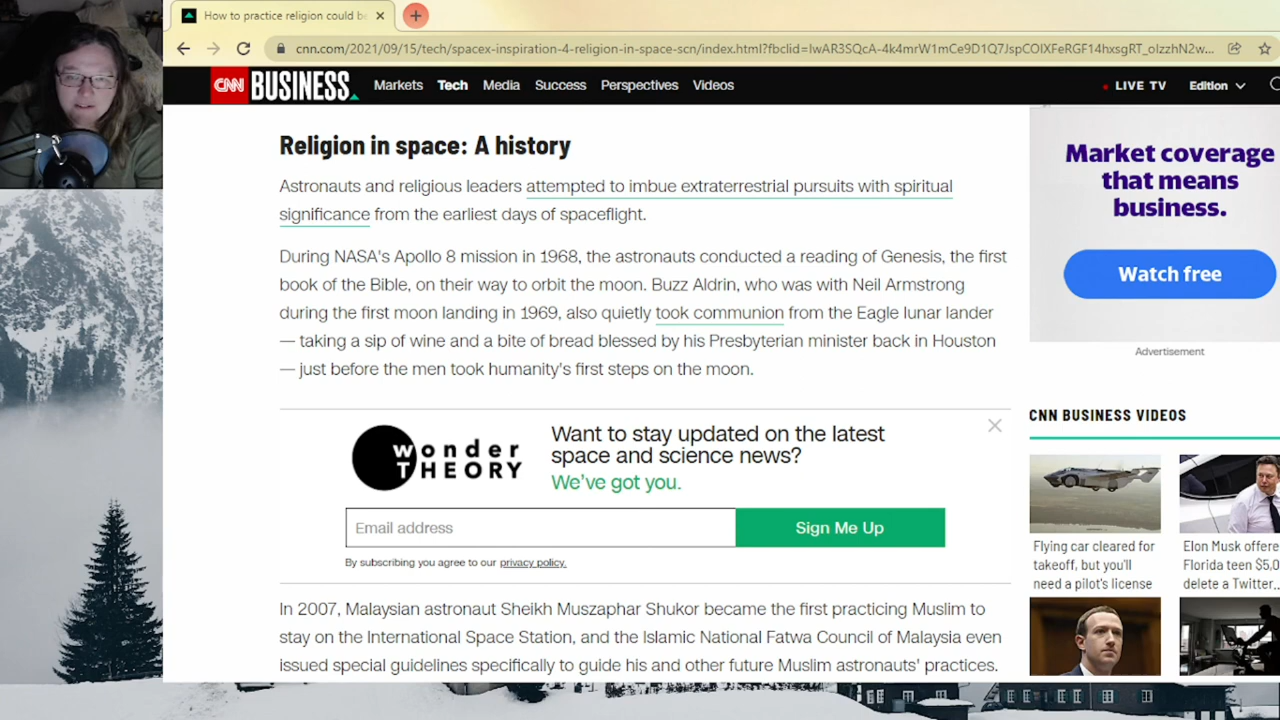 How to practice religion could be
cnn.com/2021/09/15/tech/spacex-inspiration-4-religion-in-space-scn/index.html?fbclid=
CNN BUSINESS Markets Tech Media Success Perspectives Videos LIVE TV Edition
Religion in space: A history
Astronauts and religious leaders attempted to imbue extraterrestrial pursuits with spiritual
significance from the earliest days of spaceflight.
During NASA's Apollo 8 mission in 1968, the astronauts conducted a reading of Genesis, the first
book of the Bible, on their way to orbit the moon. Buzz Aldrin, who was with Neil Armstrong
during the first moon landing in 1969, also quietly took communion from the Eagle lunar lander
— taking a sip of wine and a bite of bread blessed by his Presbyterian minister back in Houston
— just before the men took humanity's first steps on the moon.
wonder
THEORY
Want to stay updated on the latest
space and science news?
We've got you.
Email address
Sign Me Up
By subscribing you agree to our privacy policy.
In 2007, Malaysian astronaut Sheikh Muszaphar Shukor became the first practicing Muslim to
stay on the International Space Station, and the Islamic National Fatwa Council of Malaysia even
issued special guidelines specifically to guide his and other future Muslim astronauts' practices.
Market coverage
that means
business.
Watch free
Advertisement
CNN BUSINESS VIDEOS
Flying car cleared for
takeoff, but you'll
need a pilot's license
Elon Musk offere
Florida teen $5,0
delete a Twitter...